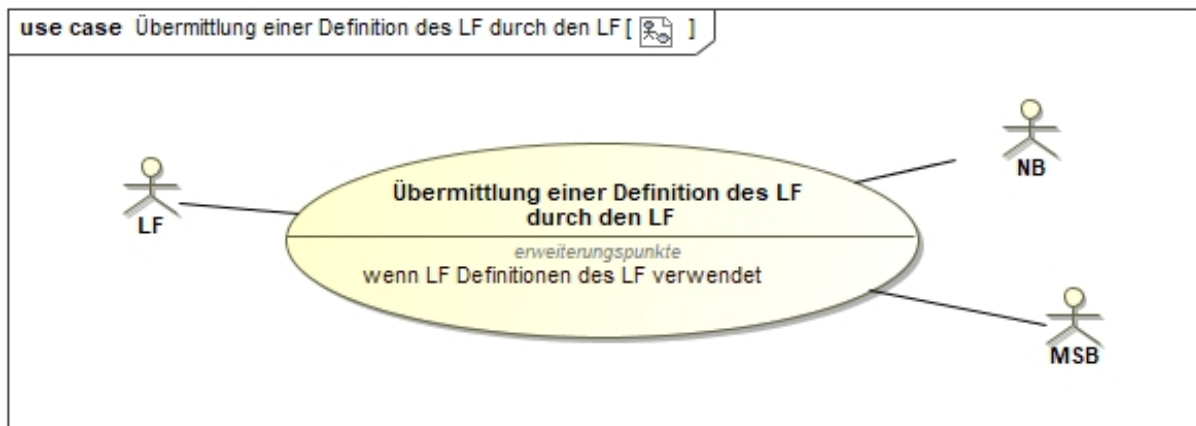 use case Übermittlung einer Definition des LF durch den LF [ ]
NB
LF
Übermittlung einer Definition des LF
durch den LF
erweiterungspunkte
wenn LF Definitionen des LF verwendet
MSB